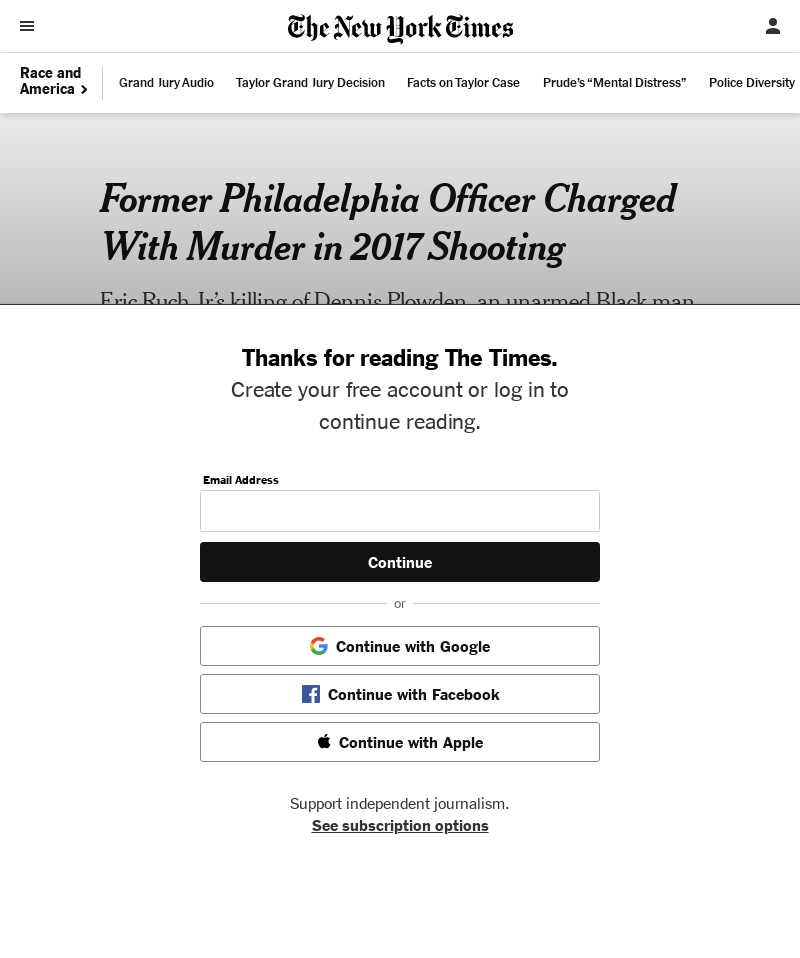 The New York Times
Race and
America
Grand Jury Audio
Taylor Grand Jury Decision
Facts on Taylor Case
Prude’s “Mental Distress”
Police Diversity
Former Philadelphia Officer Charged
With Murder in 2017 Shooting
Eric Ruch Jr.’s killing of Dennis Plowden, an unarmed Black man,
Thanks for reading The Times.
Create your free account or log in to
continue reading.
Email Address
Continue
or
Continue with Google
Continue with Facebook
Continue with Apple
Support independent journalism.
See subscription options